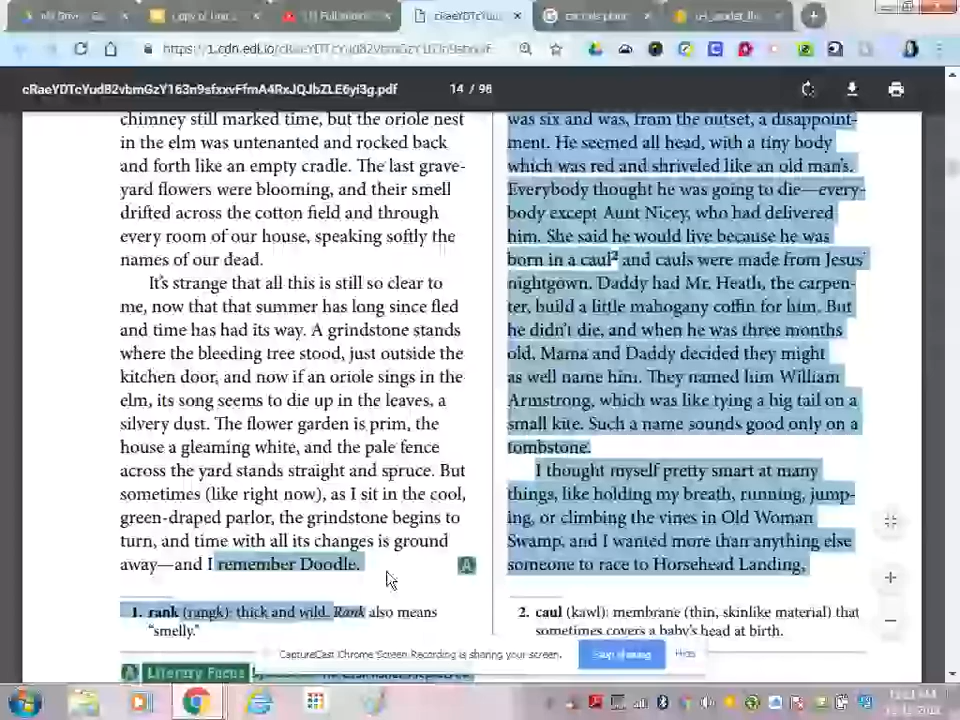 https://1.cdn.edl.io/
cRaeYDTcYudB2vbmGzY163n9sfxxvFfmA4RxJQJbZLE6yi3g.pdf
14 / 98
chimney still marked time, but the oriole nest
in the elm was untenanted and rocked back
and forth like an empty cradle. The last grave-
yard flowers were blooming, and their smell
drifted across the cotton field and through
every room of our house, speaking softly the
names of our dead.
It's strange that all this is still so clear to
me, now that that summer has long since fled
and time has had its way. A grindstone stands
where the bleeding tree stood, just outside the
kitchen door, and now if an oriole sings in the
elm, its song seems to die up in the leaves, a
silvery dust. The flower garden is prim, the
house a gleaming white, and the pale fence
across the yard stands straight and spruce. But
sometimes (like right now), as I sit in the cool,
green-draped parlor, the grindstone begins to
turn, and time with all its changes is ground
away—and I remember Doodle.
A
1. rank (rangk): thick and wild. Rank also means
"smelly."
A Literary Focus
was six and was, from the outset, a disappoint-
ment. He seemed all head, with a tiny body
which was red and shriveled like an old man's.
Everybody thought he was going to die—every-
body except Aunt Nicey, who had delivered
him. She said he would live because he was
born in a caul² and cauls were made from Jesus'
nightgown. Daddy had Mr. Heath, the carpen-
ter, build a little mahogany coffin for him. But
he didn't die, and when he was three months
old, Mama and Daddy decided they might
as well name him. They named him William
Armstrong, which was like tying a big tail on a
small kite. Such a name sounds good only on a
tombstone.
I thought myself pretty smart at many
things, like holding my breath, running, jump-
ing, or climbing the vines in Old Woman
Swamp, and I wanted more than anything else
someone to race to Horsehead Landing,
2. caul (kawl): membrane (thin, skinlike material) that
sometimes covers a baby's head at birth.
CaptureCast Chrome Screen Recording is sharing your screen.
Stop sharing
Hide